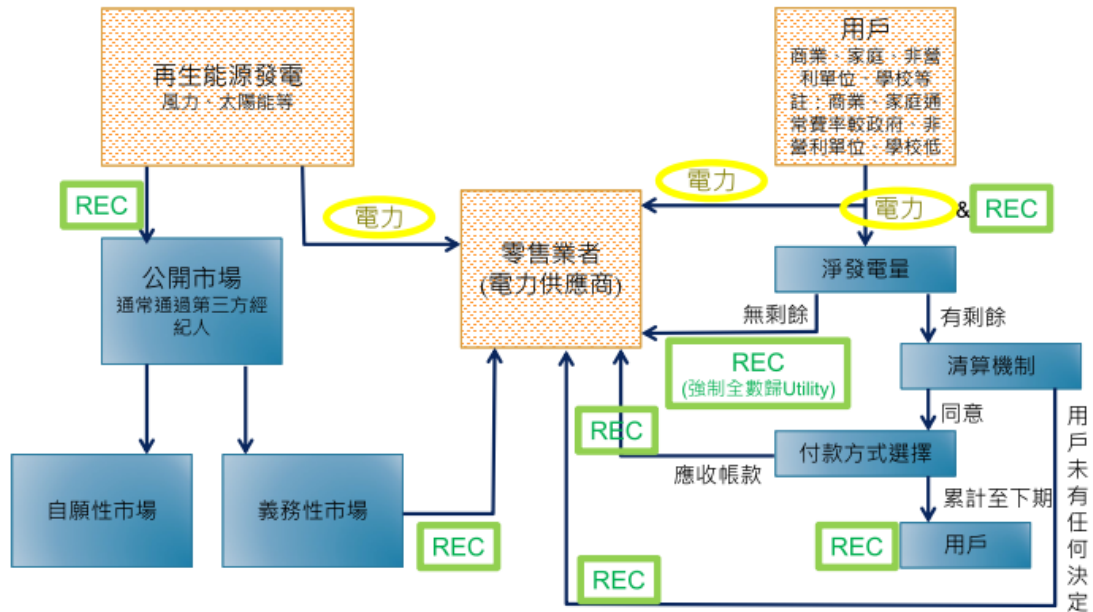 再生能源發電
風力、太陽能等
用戶
商業、家庭、非營
利單位、學校等
註：商業、家庭通
常費率較政府、非
營利單位、學校低
REC
電力
電力
電力
&
REC
公開市場
通常通過第三方經
紀人
零售業者
(電力供應商)
淨發電量
無剩餘
有剩餘
REC
(強制全數歸Utility)
清算機制
同意
REC
付款方式選擇
應收帳款
累計至下期
用戶未有任何決定
自願性市場
義務性市場
REC
REC
用戶
REC